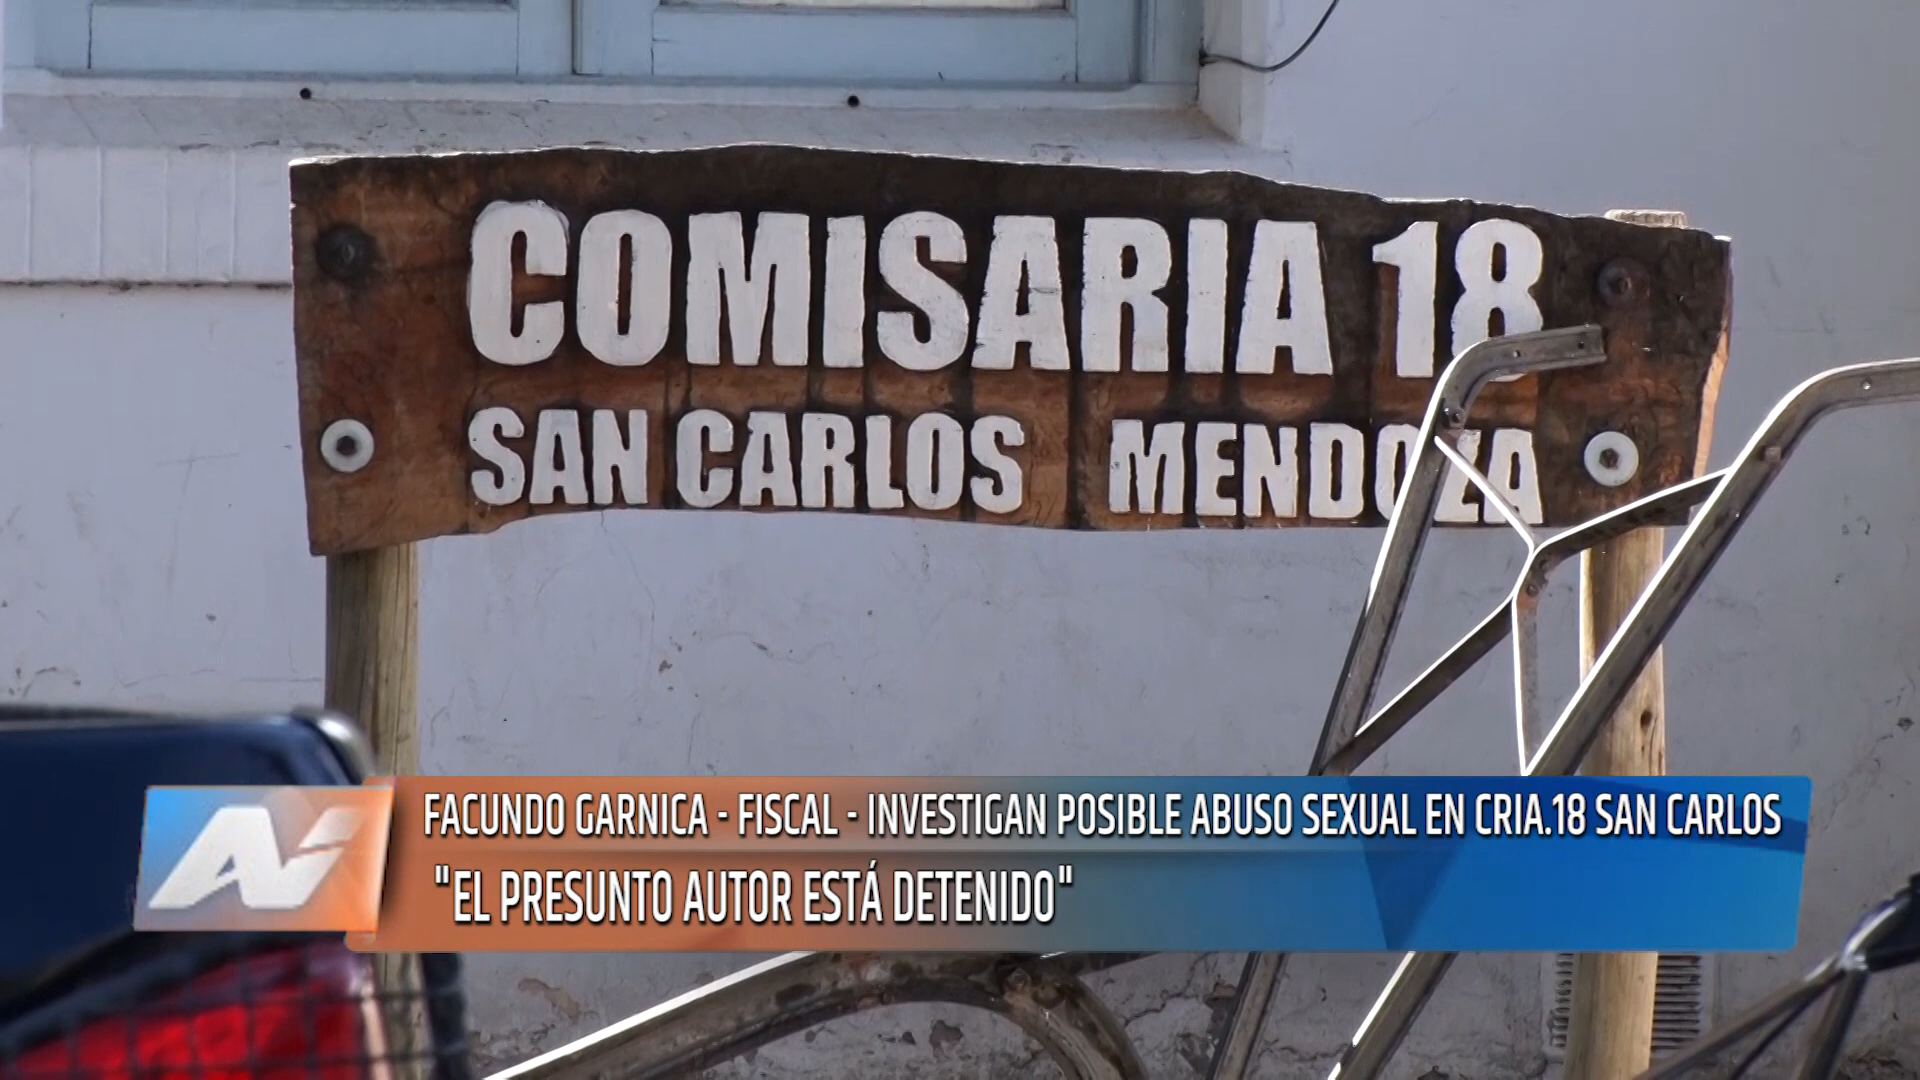 COMISARIA 18
SAN CARLOS MENDOZA
FACUNDO GARNICA - FISCAL - INVESTIGAN POSIBLE ABUSO SEXUAL EN CRIA.18 SAN CARLOS
"EL PRESUNTO AUTOR ESTÁ DETENIDO"